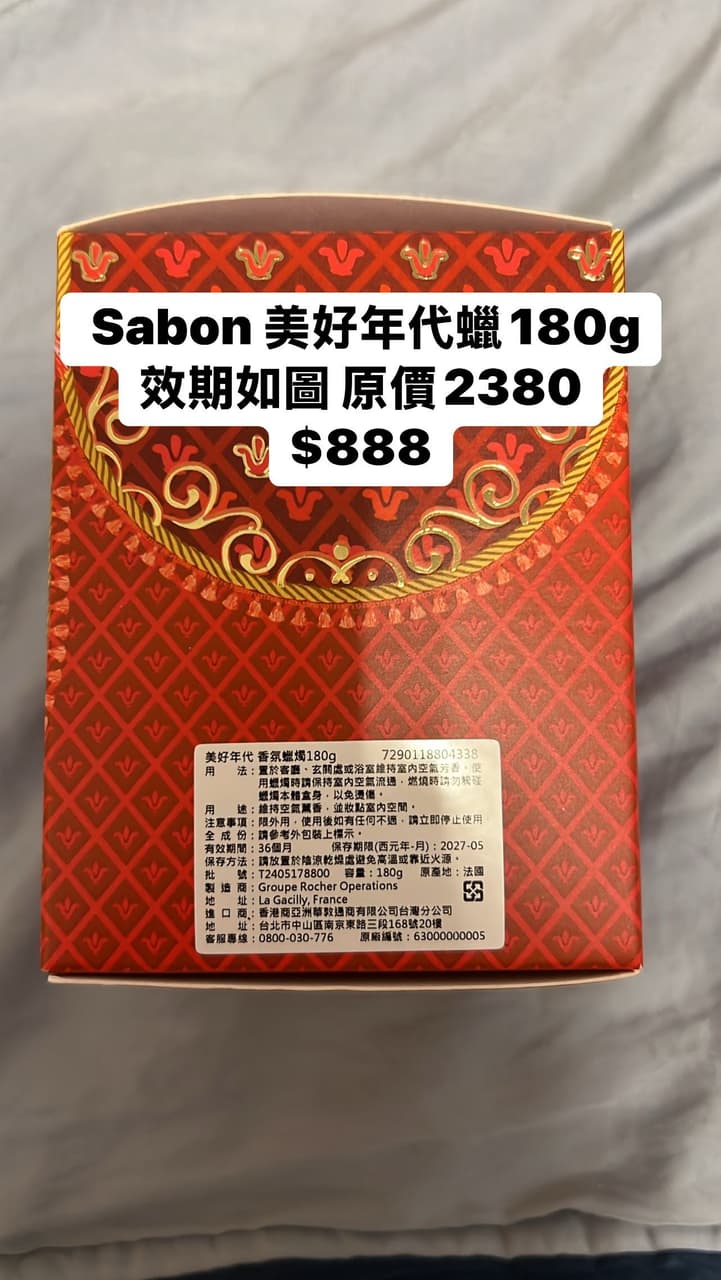 Sabon 美好年代蠟180g
效期如圖 原價2380
$888
美好年代 香氛蠟燭180g 7290118804338
用 法：置於客廳、玄關處或浴室維持室內空氣芳香。使
用蠟燭時請保持室內空氣流通，燃燒時請勿觸碰
蠟燭本體盒身，以免燙傷。
用 途：維持空氣薰香，並妝點室內空間。
注意事項：限外用，使用後如有任何不適，請立即停止使用
全 成 份：請參考外包裝上標示。
有效期間：36個月 保存期限(西元年-月)：2027-05
保存方法：請放置於陰涼乾燥處避免高溫或靠近火源。
批 號：T2405178800 容量：180g 原產地：法國
製 造 商：Groupe Rocher Operations
地 址：La Gacilly, France
進 口 商：香港商亞洲華敦通商有限公司台灣分公司
地 址：台北市中山區南京東路三段168號20樓
客服專線：0800-030-776 原廠編號：63000000005